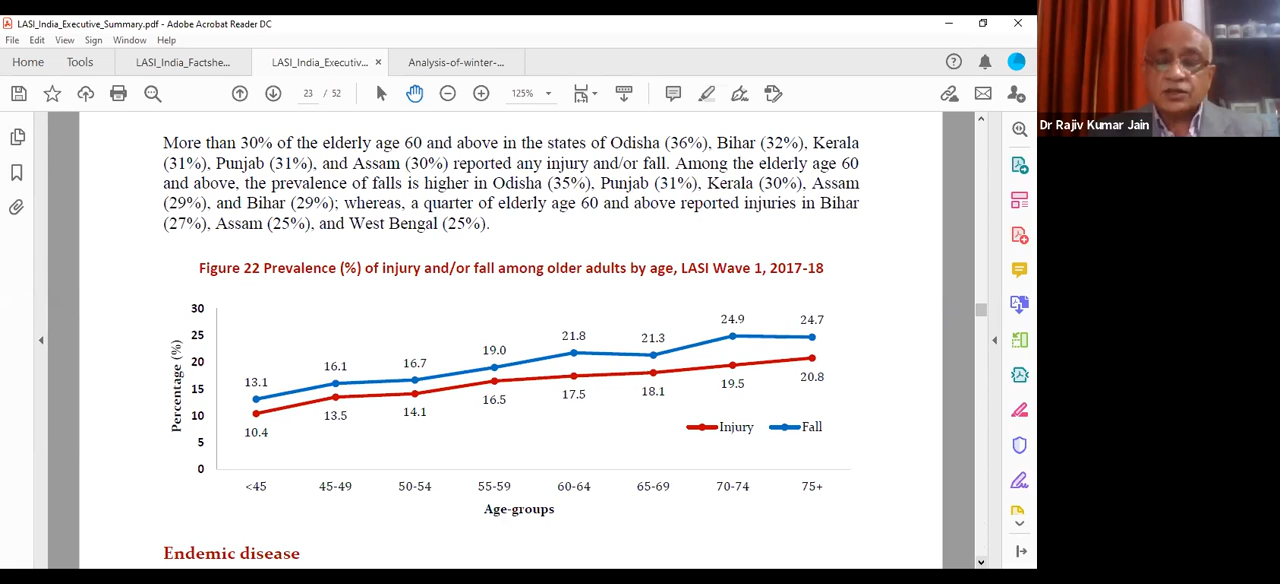 LASI_India_Executive_Summary.pdf - Adobe Acrobat Reader DC
File Edit View Sign Window Help
Home Tools LASI_India_Factshe... LASI_India_Executiv... × Analysis-of-winter-...
23 / 52 125%
Dr Rajiv Kumar Jain
More than 30% of the elderly age 60 and above in the states of Odisha (36%), Bihar (32%), Kerala
(31%), Punjab (31%), and Assam (30%) reported any injury and/or fall. Among the elderly age 60
and above, the prevalence of falls is higher in Odisha (35%), Punjab (31%), Kerala (30%), Assam
(29%), and Bihar (29%); whereas, a quarter of elderly age 60 and above reported injuries in Bihar
(27%), Assam (25%), and West Bengal (25%).
Figure 22 Prevalence (%) of injury and/or fall among older adults by age, LASI Wave 1, 2017-18
Percentage (%)
30
25
20
15
10
5
0
13.1 16.1 16.7 19.0 21.8 21.3 24.9 24.7
10.4 13.5 14.1 16.5 17.5 18.1 19.5 20.8
Injury Fall
<45 45-49 50-54 55-59 60-64 65-69 70-74 75+
Age-groups
Endemic disease